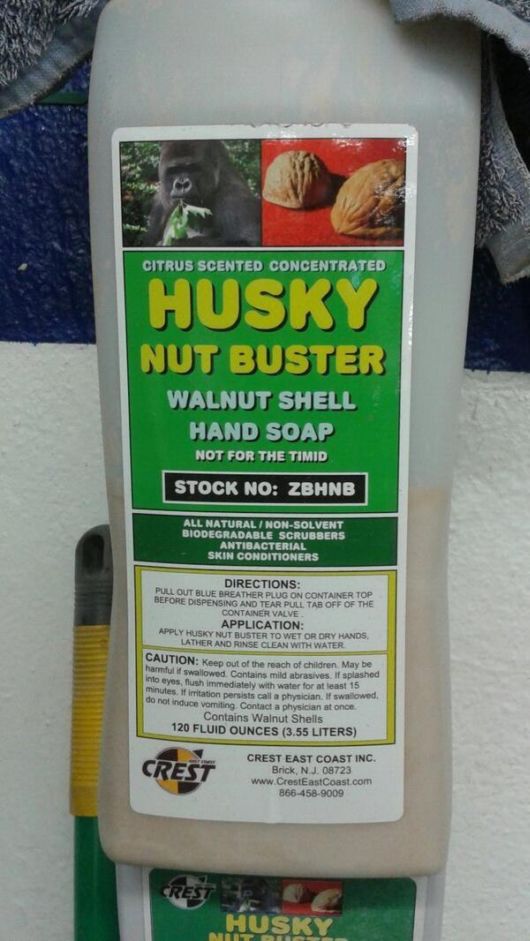 CITRUS SCENTED CONCENTRATED
HUSKY
NUT BUSTER
WALNUT SHELL
HAND SOAP
NOT FOR THE TIMID
STOCK NO: ZBHNB
ALL NATURAL / NON-SOLVENT
BIODEGRADABLE SCRUBBERS
ANTIBACTERIAL
SKIN CONDITIONERS
DIRECTIONS:
PULL OUT BLUE BREATHER PLUG ON CONTAINER TOP
BEFORE DISPENSING AND TEAR PULL TAB OFF OF THE
CONTAINER VALVE .
APPLICATION:
APPLY HUSKY NUT BUSTER TO WET OR DRY HANDS,
LATHER AND RINSE CLEAN WITH WATER.
CAUTION: Keep out of the reach of children. May be
harmful if swallowed. Contains mild abrasives. If splashed
into eyes, flush immediately with water for at least 15
minutes. If irritation persists call a physician. If swallowed,
do not induce vomiting. Contact a physician at once.
Contains Walnut Shells
120 FLUID OUNCES (3.55 LITERS)
EAST COAST
CREST
CREST EAST COAST INC.
Brick, N.J. 08723
www.CrestEastCoast.com
866-458-9009
CREST
HUSKY
NUT BUSTER